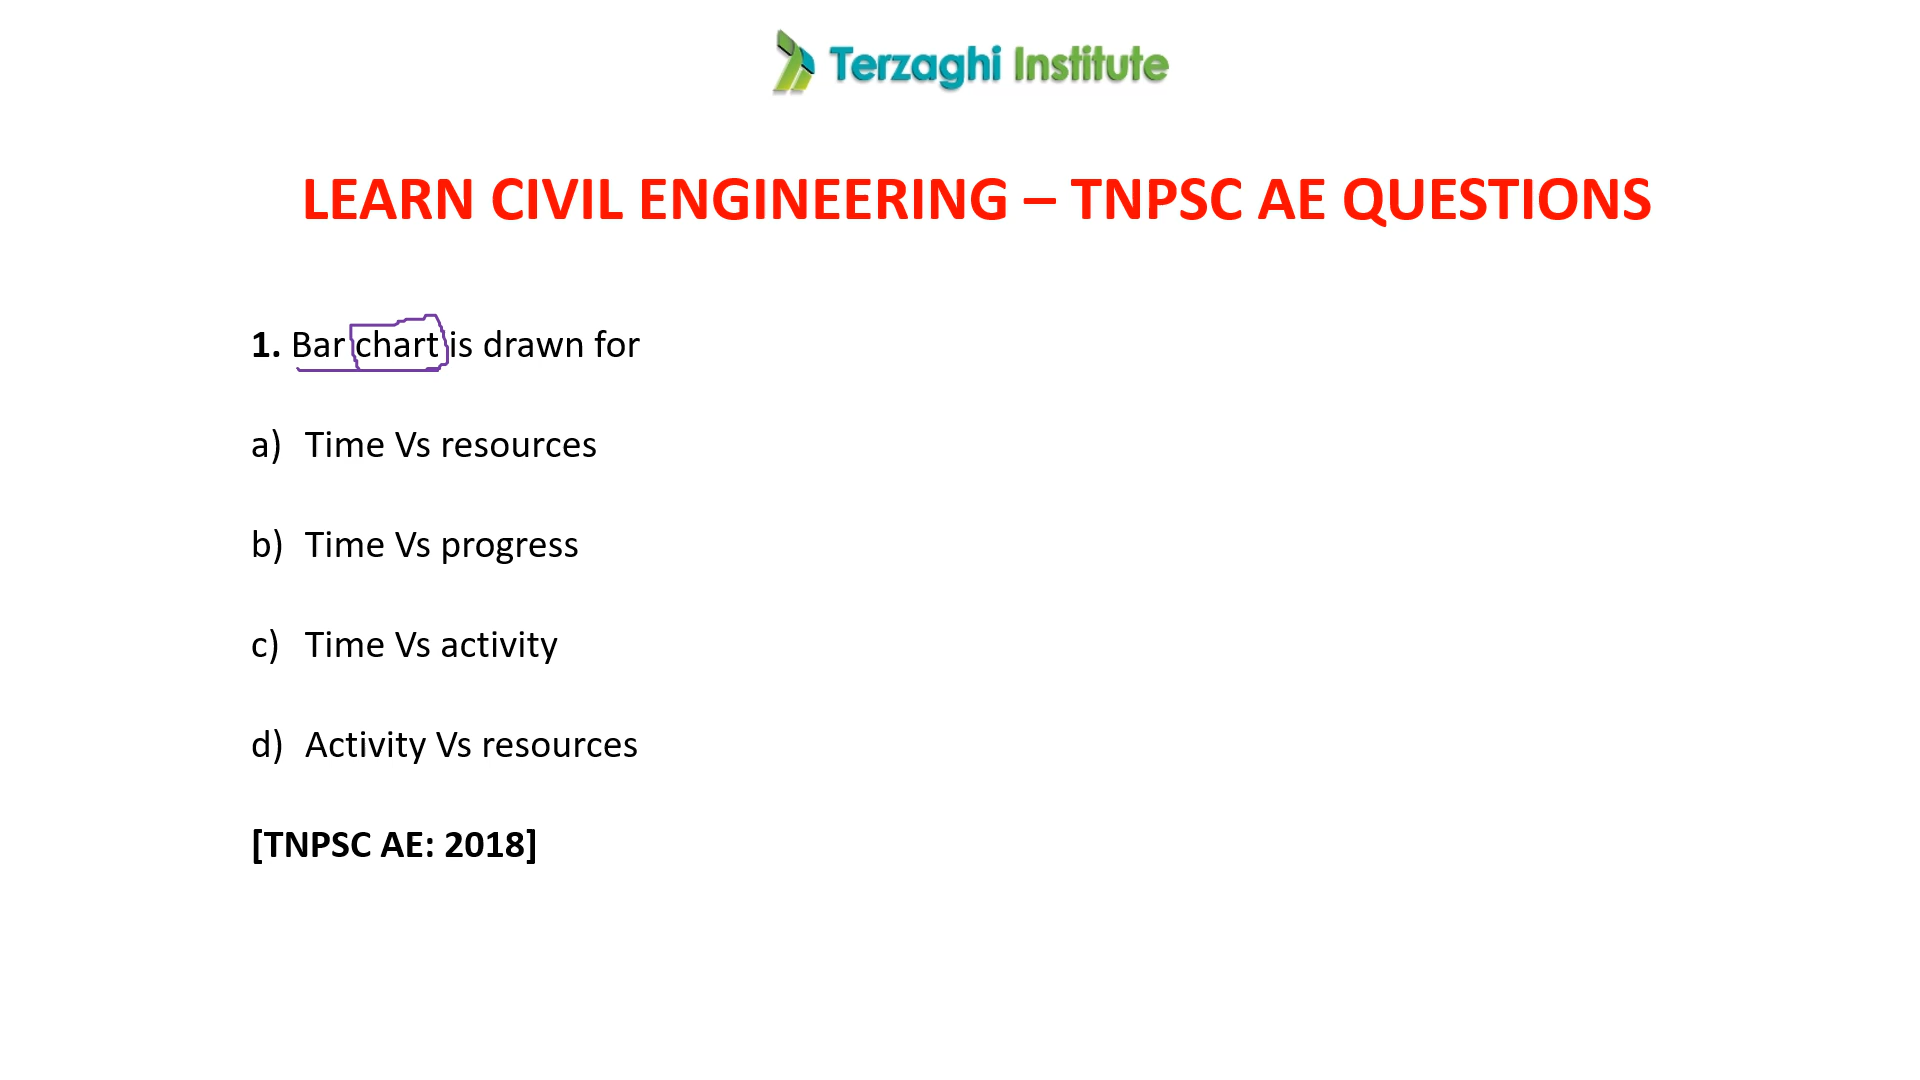 Terzaghi Institute
LEARN CIVIL ENGINEERING – TNPSC AE QUESTIONS
1. Bar chart is drawn for
a) Time Vs resources
b) Time Vs progress
c) Time Vs activity
d) Activity Vs resources
[TNPSC AE: 2018]